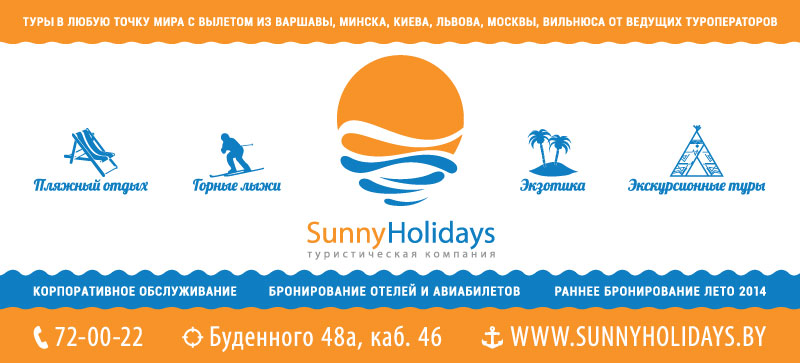 ТУРЫ В ЛЮБУЮ ТОЧКУ МИРА С ВЫЛЕТОМ ИЗ ВАРШАВЫ, МИНСКА, КИЕВА, ЛЬВОВА, МОСКВЫ, ВИЛЬНЮСА ОТ ВЕДУЩИХ ТУРОПЕРАТОРОВ
Пляжный отдых
Горные лыжи
Экзотика
Экскурсионные туры
SunnyHolidays
туристическая компания
КОРПОРАТИВНОЕ ОБСЛУЖИВАНИЕ
БРОНИРОВАНИЕ ОТЕЛЕЙ И АВИАБИЛЕТОВ
РАННЕЕ БРОНИРОВАНИЕ ЛЕТО 2014
72-00-22
Буденного 48а, каб. 46
WWW.SUNNYHOLIDAYS.BY